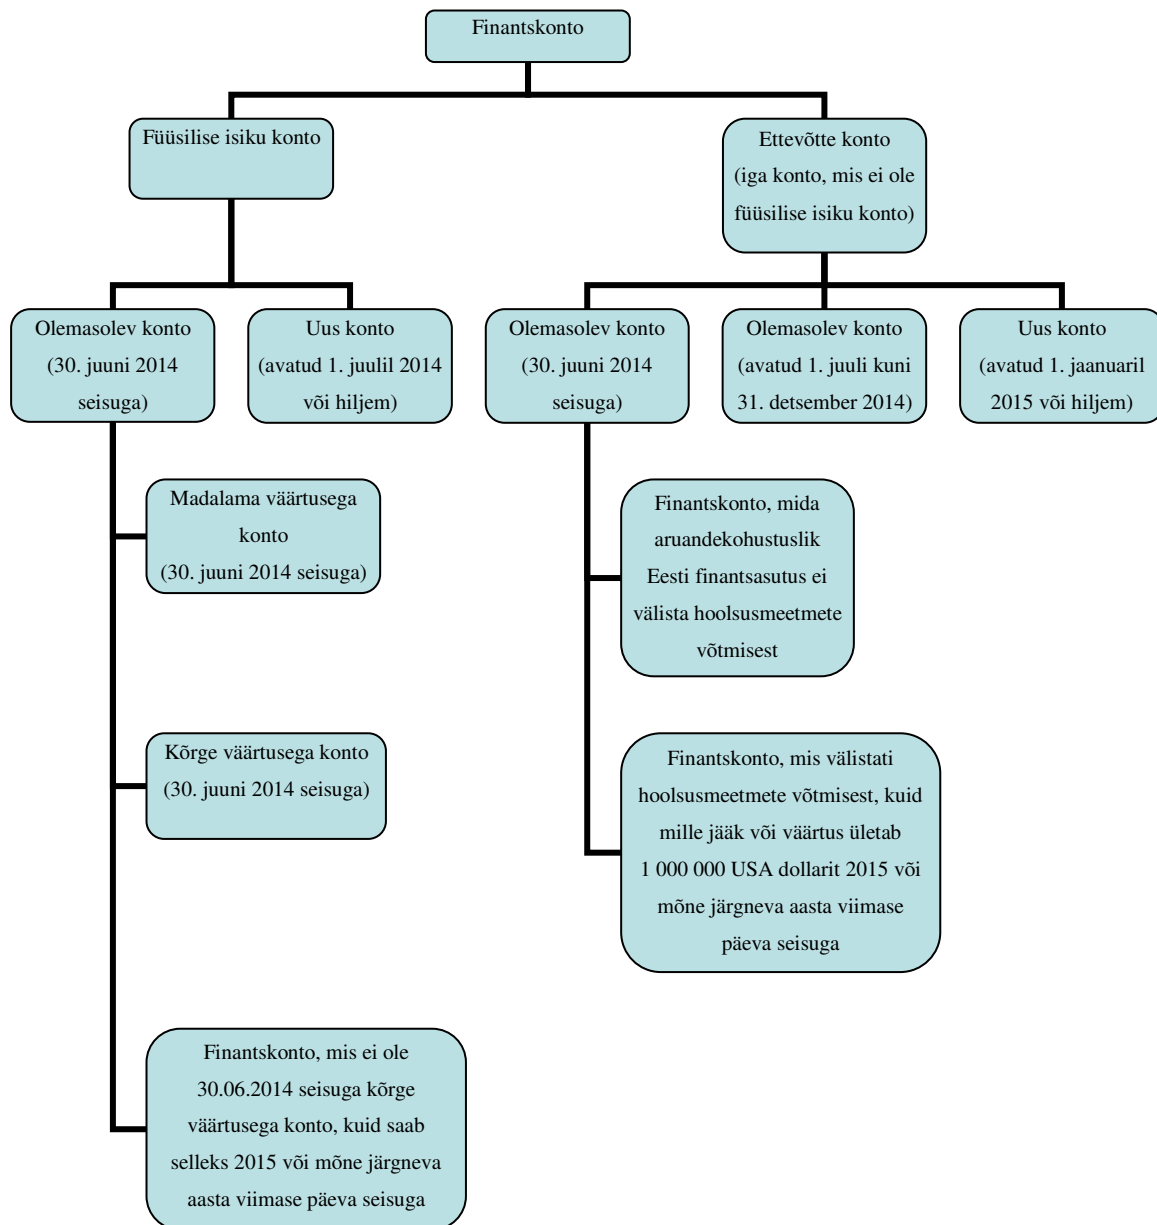 Finantskonto
Füüsilise isiku konto
Ettevõtte konto
(iga konto, mis ei ole
füüsilise isiku konto)
Olemasolev konto
(30. juuni 2014
seisuga)
Uus konto
(avatud 1. juulil 2014
või hiljem)
Olemasolev konto
(30. juuni 2014
seisuga)
Olemasolev konto
(avatud 1. juuli kuni
31. detsember 2014)
Uus konto
(avatud 1. jaanuaril
2015 või hiljem)
Madalama väärtusega
konto
(30. juuni 2014 seisuga)
Finantskonto, mida
aruandekohustuslik
Eesti finantsasutus ei
välista hoolsusmeetmete
võtmisest
Kõrge väärtusega konto
(30. juuni 2014 seisuga)
Finantskonto, mis välistati
hoolsusmeetmete võtmisest, kuid
mille jääk või väärtus ületab
1 000 000 USA dollarit 2015 või
mõne järgneva aasta viimase
päeva seisuga
Finantskonto, mis ei ole
30.06.2014 seisuga kõrge
väärtusega konto, kuid saab
selleks 2015 või mõne järgneva
aasta viimase päeva seisuga